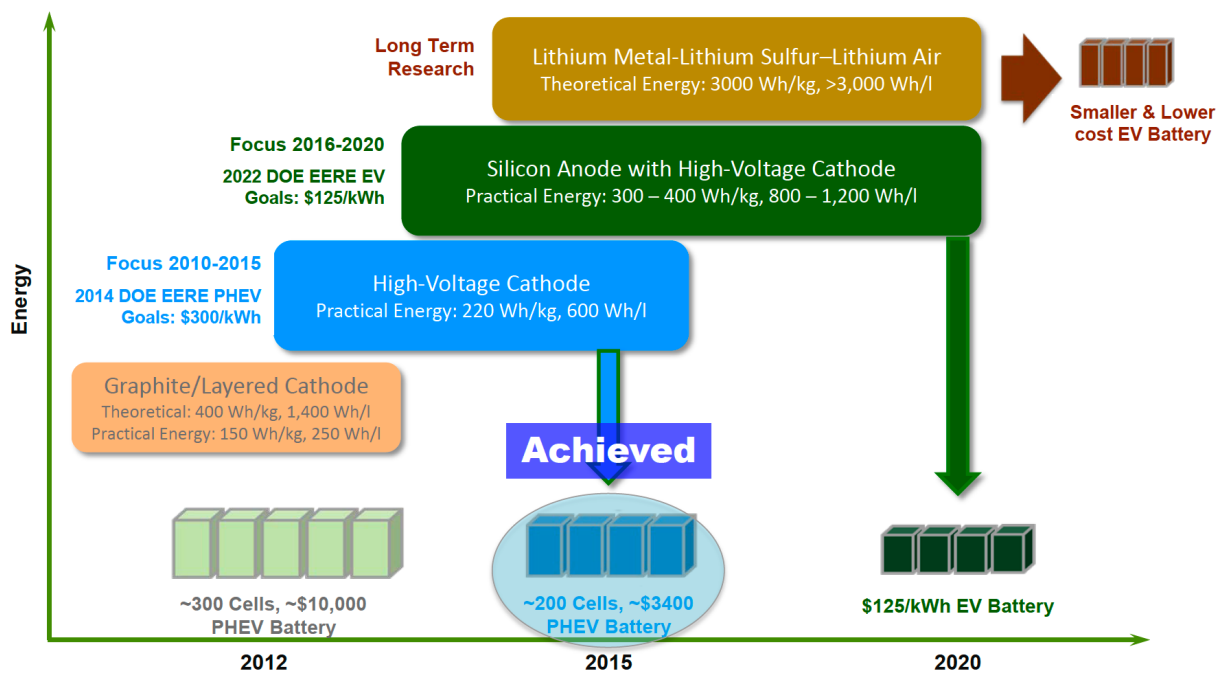 Long Term
Research
Lithium Metal-Lithium Sulfur–Lithium Air
Theoretical Energy: 3000 Wh/kg, >3,000 Wh/l
Smaller & Lower
cost EV Battery
Focus 2016-2020
2022 DOE EERE EV
Goals: $125/kWh
Silicon Anode with High-Voltage Cathode
Practical Energy: 300 – 400 Wh/kg, 800 – 1,200 Wh/l
Focus 2010-2015
2014 DOE EERE PHEV
Goals: $300/kWh
High-Voltage Cathode
Practical Energy: 220 Wh/kg, 600 Wh/l
Energy
Graphite/Layered Cathode
Theoretical: 400 Wh/kg, 1,400 Wh/l
Practical Energy: 150 Wh/kg, 250 Wh/l
Achieved
~300 Cells, ~$10,000
PHEV Battery
~200 Cells, ~$3400
PHEV Battery
$125/kWh EV Battery
2012
2015
2020